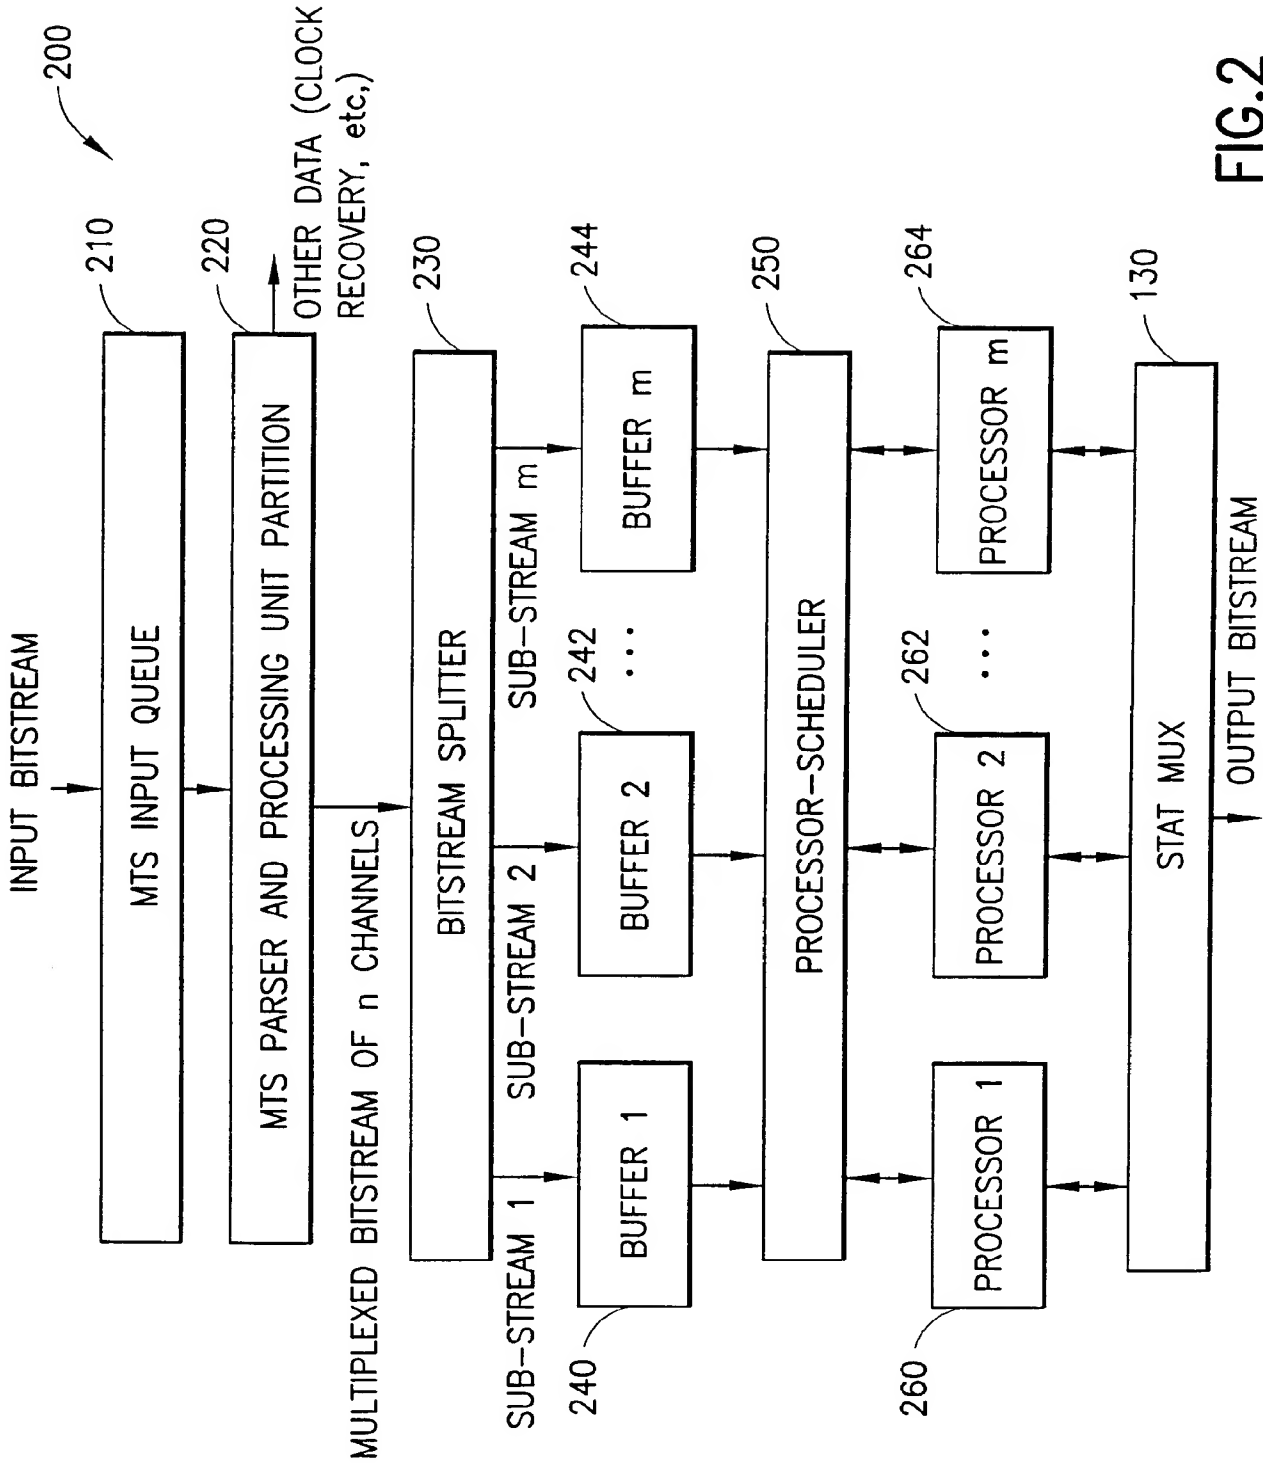 200
INPUT BITSTREAM
210
MTS INPUT QUEUE
220
MTS PARSER AND PROCESSING UNIT PARTITION
OTHER DATA (CLOCK
RECOVERY, etc,)
MULTIPLEXED BITSTREAM OF n CHANNELS
230
BITSTREAM SPLITTER
SUB-STREAM 1
SUB-STREAM 2
SUB-STREAM m
240
BUFFER 1
242
BUFFER 2
...
244
BUFFER m
250
PROCESSOR-SCHEDULER
260
PROCESSOR 1
262
PROCESSOR 2
...
264
PROCESSOR m
130
STAT MUX
OUTPUT BITSTREAM
FIG.2